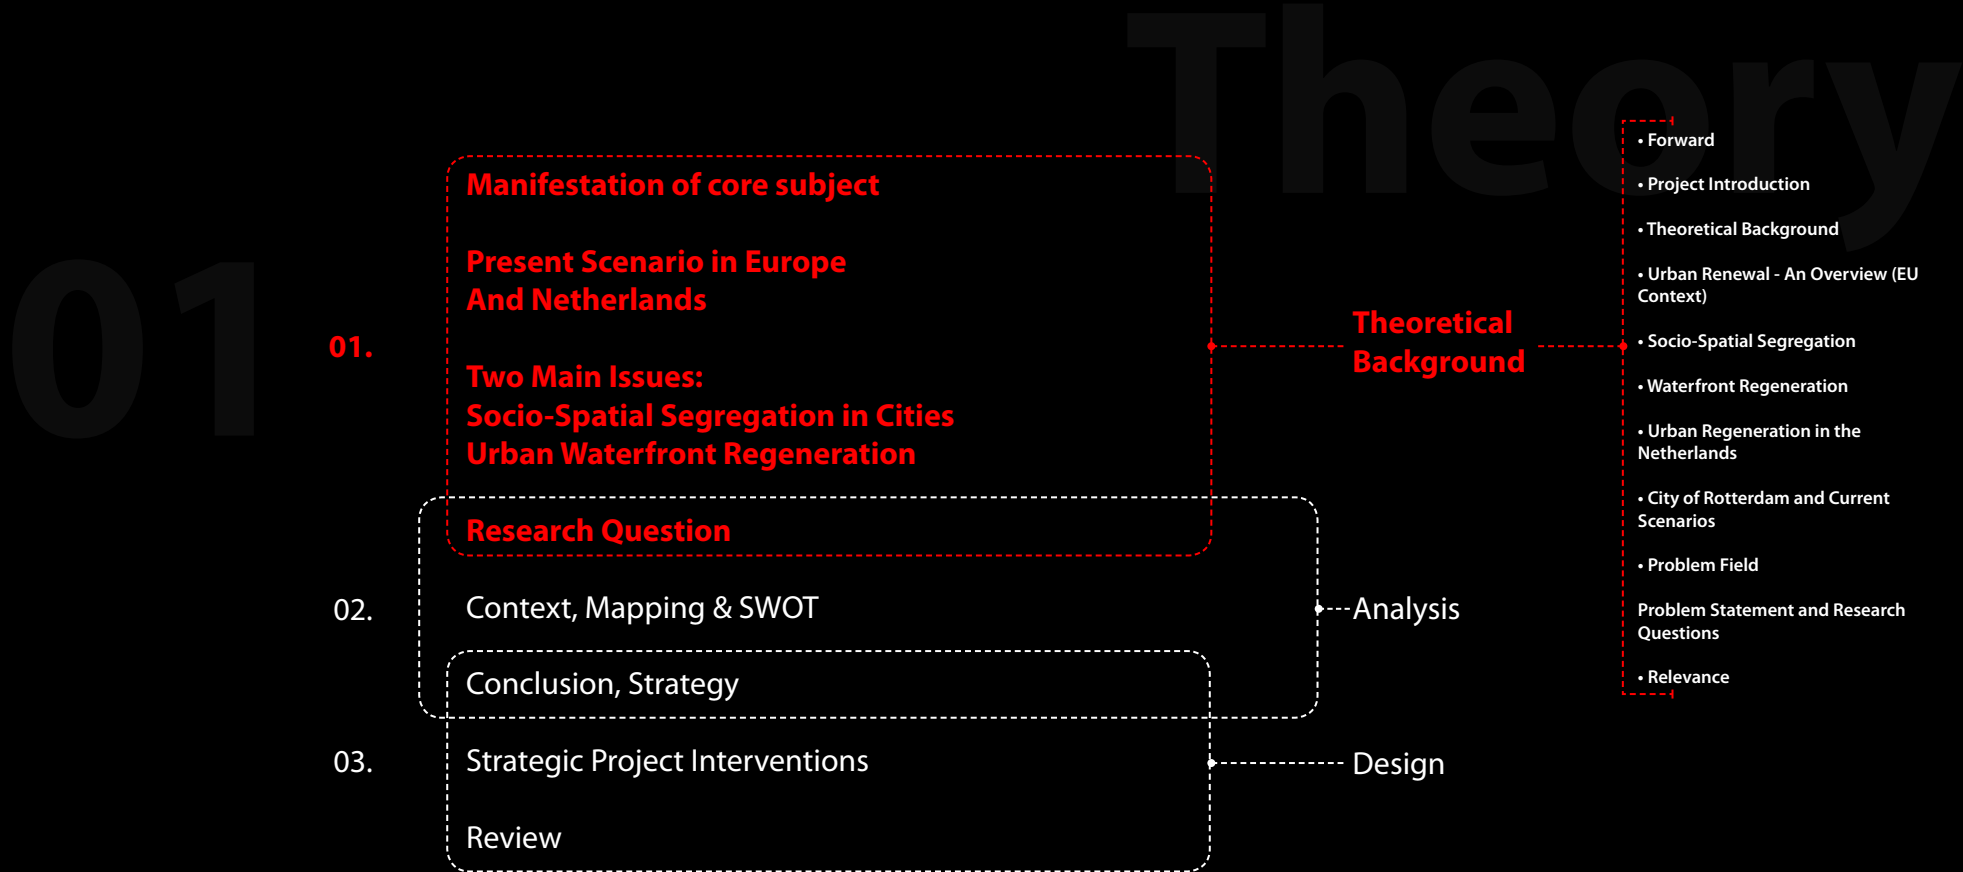 Theory
01
01.
Manifestation of core subject
Present Scenario in Europe
And Netherlands
Two Main Issues:
Socio-Spatial Segregation in Cities
Urban Waterfront Regeneration
Research Question
Theoretical
Background
02.
Context, Mapping & SWOT
Analysis
Conclusion, Strategy
03.
Strategic Project Interventions
Design
Review
• Forward
• Project Introduction
• Theoretical Background
• Urban Renewal - An Overview (EU
Context)
• Socio-Spatial Segregation
• Waterfront Regeneration
• Urban Regeneration in the
Netherlands
• City of Rotterdam and Current
Scenarios
• Problem Field
Problem Statement and Research
Questions
• Relevance